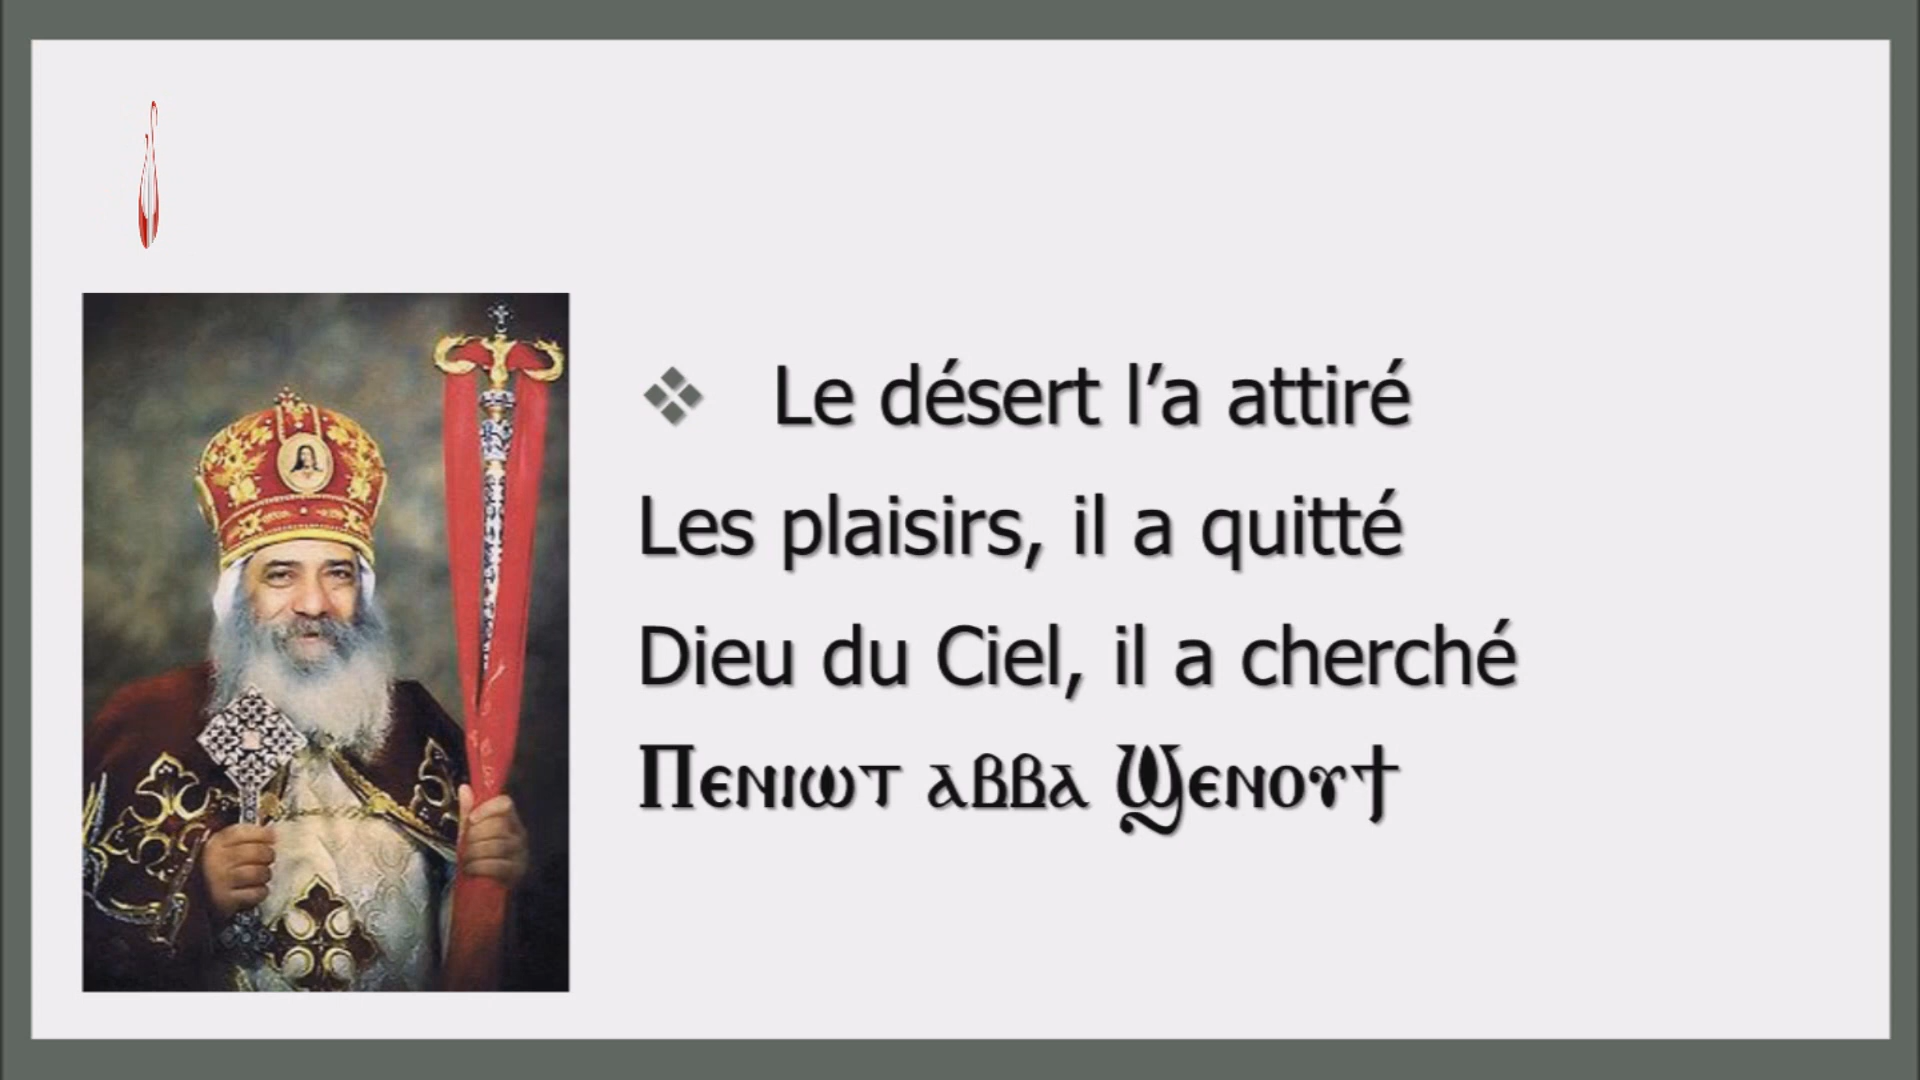 Le désert l’a attiré
Les plaisirs, il a quitté
Dieu du Ciel, il a cherché
Ⲡⲉⲛⲓⲱⲧ ⲁⲃⲃⲁ Ϣⲉⲛⲟⲩϯ